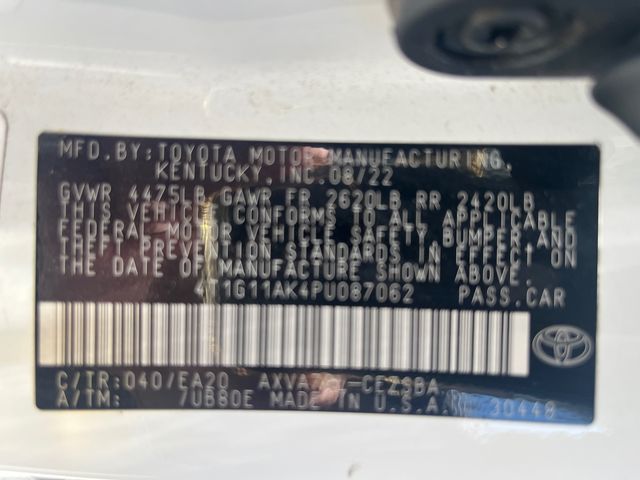 MFD.BY:TOYOTA MOTOR MANUFACTURING,
KENTUCKY, INC.08/22
GVWR 4475LB GAWR FR 2620LB RR 2420LB
THIS VEHICLE CONFORMS TO ALL APPLICABLE
FEDERAL MOTOR VEHICLE SAFETY, BUMPER, AND
THEFT PREVENTION STANDARDS IN EFFECT ON
THE DATE OF MANUFACTURE SHOWN ABOVE.
4T1G11AK4PU087062 PASS.CAR
C/TR:040/EA20
A/TM: 7UB80E MADE IN U.S.A. 30448